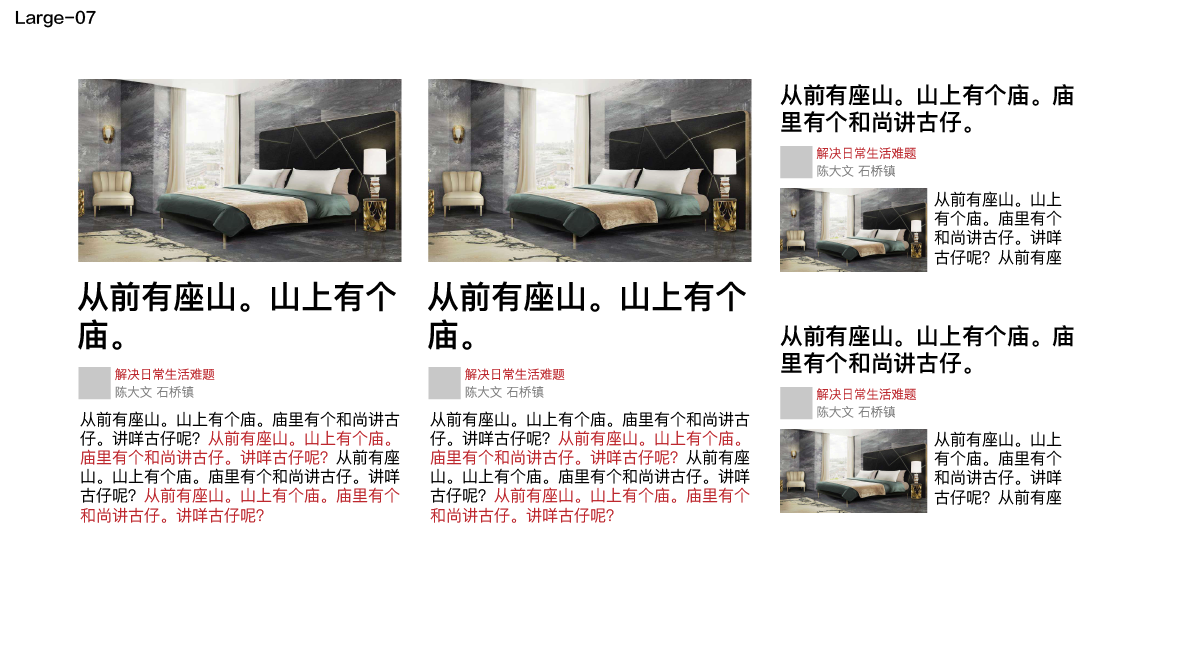 Large-07
从前有座山。山上有个
庙。
解决日常生活难题
陈大文 石桥镇
从前有座山。山上有个庙。庙里有个和尚讲古
仔。讲咩古仔呢？从前有座山。山上有个庙。
庙里有个和尚讲古仔。讲咩古仔呢？从前有座
山。山上有个庙。庙里有个和尚讲古仔。讲咩
古仔呢？从前有座山。山上有个庙。庙里有个
和尚讲古仔。讲咩古仔呢？
从前有座山。山上有个
庙。
解决日常生活难题
陈大文 石桥镇
从前有座山。山上有个庙。庙里有个和尚讲古
仔。讲咩古仔呢？从前有座山。山上有个庙。
庙里有个和尚讲古仔。讲咩古仔呢？从前有座
山。山上有个庙。庙里有个和尚讲古仔。讲咩
古仔呢？从前有座山。山上有个庙。庙里有个
和尚讲古仔。讲咩古仔呢？
从前有座山。山上有个庙。庙
里有个和尚讲古仔。
解决日常生活难题
陈大文 石桥镇
从前有座山。山上
有个庙。庙里有个
和尚讲古仔。讲咩
古仔呢？从前有座
从前有座山。山上有个庙。庙
里有个和尚讲古仔。
解决日常生活难题
陈大文 石桥镇
从前有座山。山上
有个庙。庙里有个
和尚讲古仔。讲咩
古仔呢？从前有座